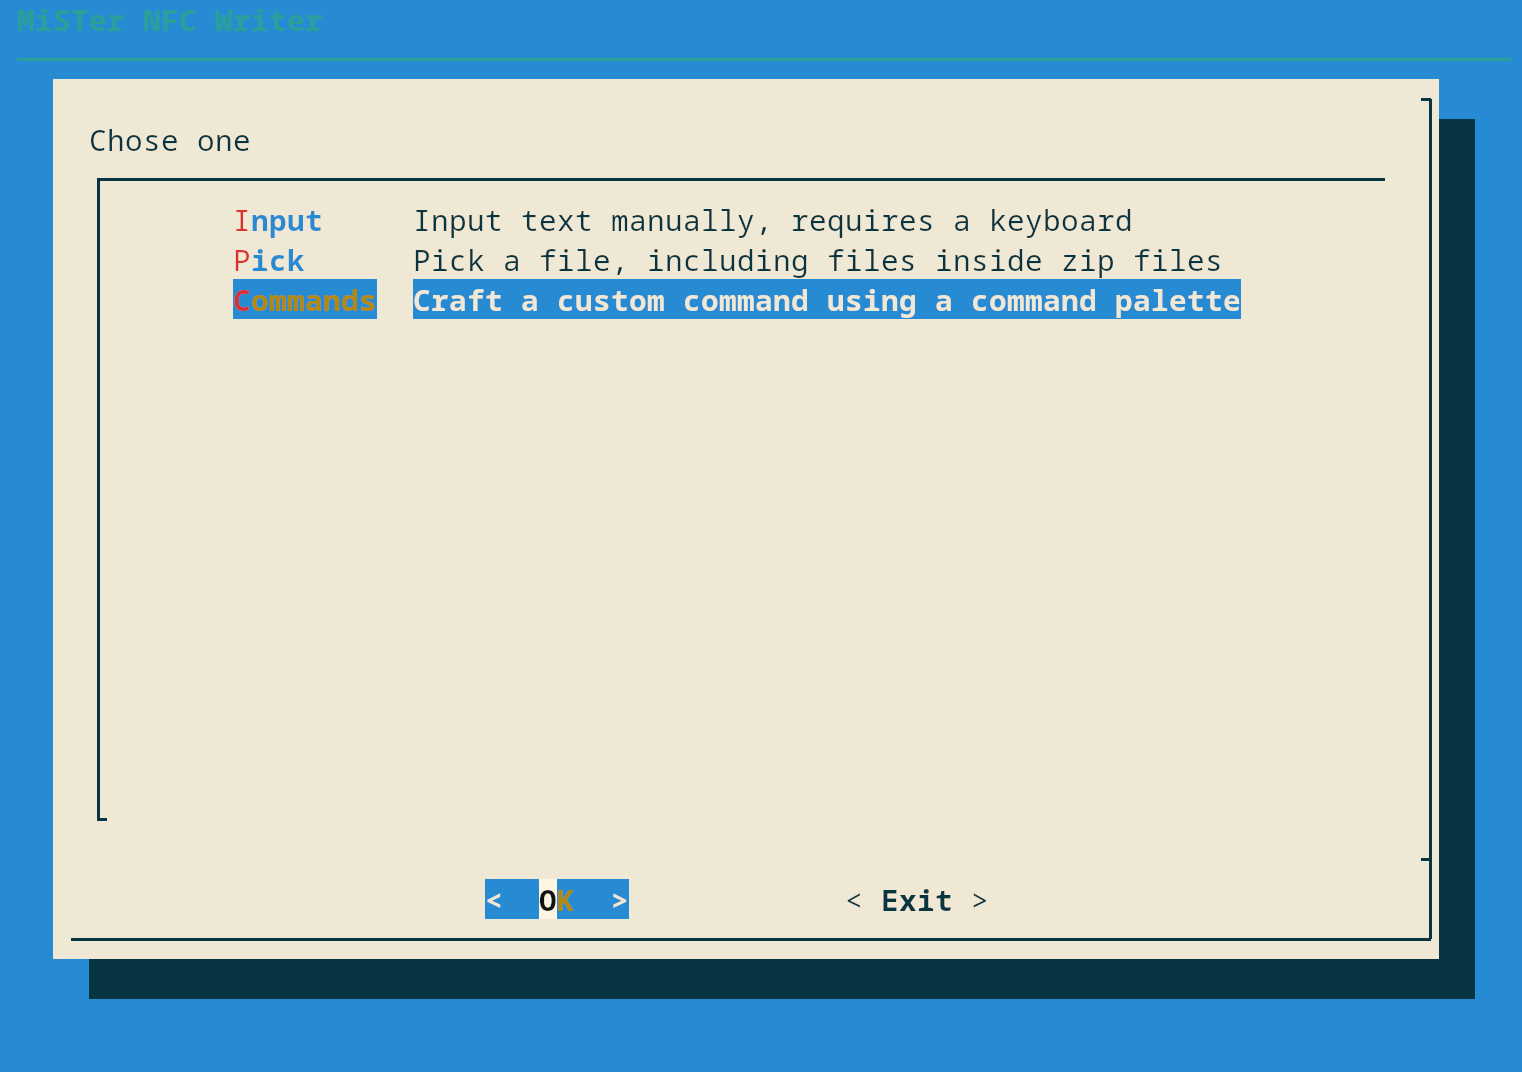 MiSTer NFC Writer
Chose one
Input Input text manually, requires a keyboard
Pick Pick a file, including files inside zip files
Commands Craft a custom command using a command palette
< OK > < Exit >